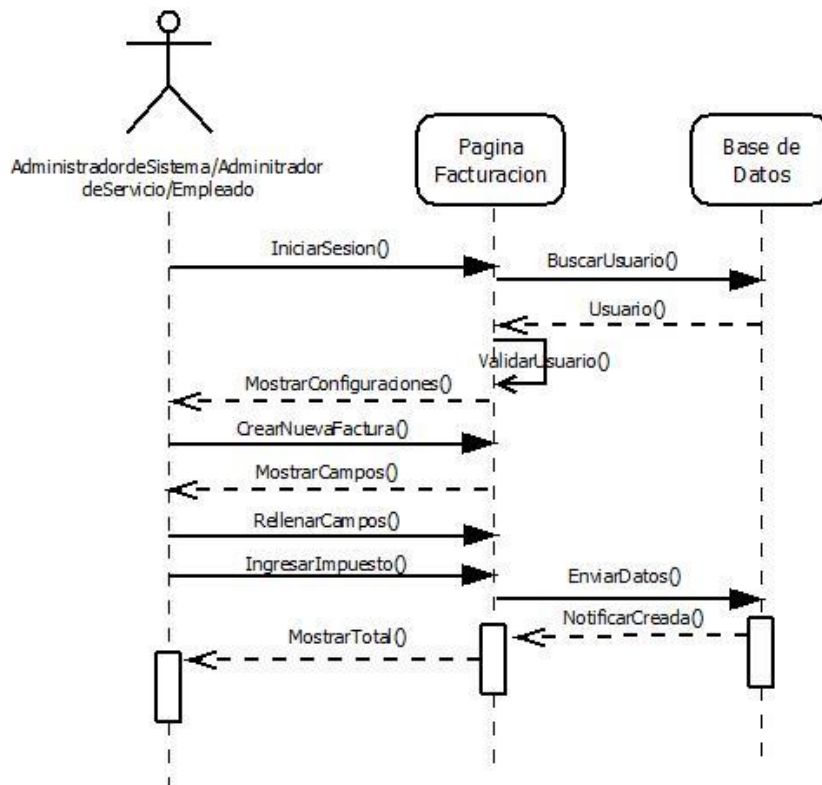 AdministradordeSistema/Adminitrador
deServicio/Empleado
Pagina
Facturacion
Base de
Datos
IniciarSesion()
BuscarUsuario()
Usuario()
ValidarUsuario()
MostrarConfiguraciones()
CrearNuevaFactura()
MostrarCampos()
RellenarCampos()
IngresarImpuesto()
EnviarDatos()
NotificarCreada()
MostrarTotal()